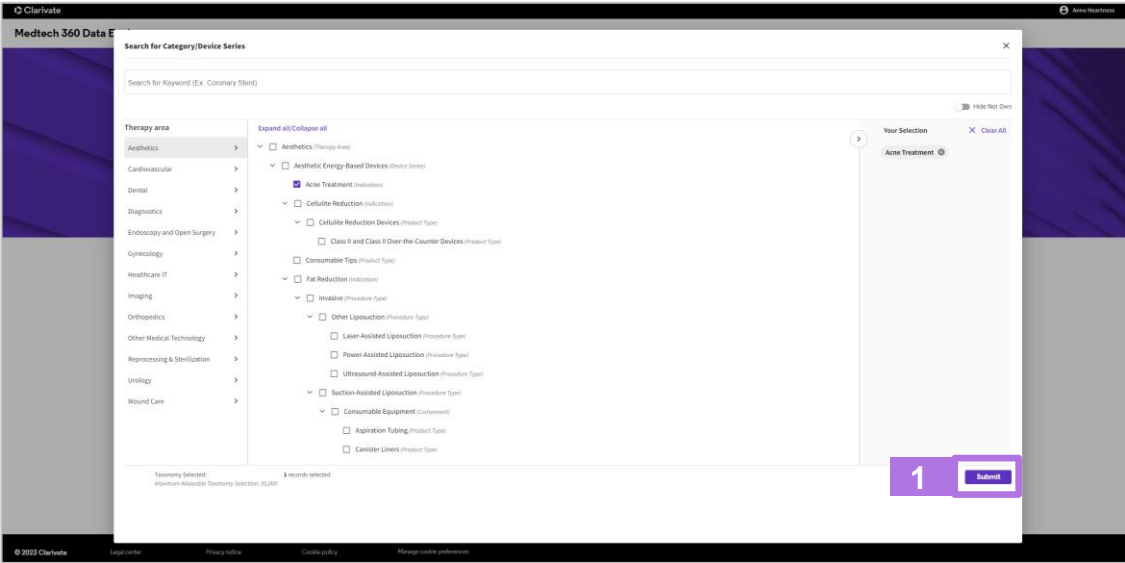 Clarivate
Anne Heartness
Medtech 360 Data E
Search for Category/Device Series
Search for Keyword (Ex: Coronary Stent)
Hide Not Own
Therapy area
Aesthetics
Cardiovascular
Dental
Diagnostics
Endoscopy and Open Surgery
Gynecology
Healthcare IT
Imaging
Orthopedics
Other Medical Technology
Reprocessing & Sterilization
Urology
Wound Care
Expand all/Collapse all
Aesthetics (Therapy Area)
Aesthetic Energy-Based Devices (Device Series)
Acne Treatment (Indication)
Cellulite Reduction (Indication)
Cellulite Reduction Devices (Product Type)
Class II and Class II Over-the-Counter Devices (Product Type)
Consumable Tips (Product Type)
Fat Reduction (Indication)
Invasive (Procedure Type)
Other Liposuction (Procedure Type)
Laser-Assisted Liposuction (Procedure Type)
Power-Assisted Liposuction (Procedure Type)
Ultrasound-Assisted Liposuction (Procedure Type)
Suction-Assisted Liposuction (Procedure Type)
Consumable Equipment (Component)
Aspiration Tubing (Product Type)
Canister Liners (Product Type)
Your Selection
Clear All
Acne Treatment
Taxonomy Selected:
1 records selected
Maximum Allowable Taxonomy Selection: 35,000
1
Submit
© 2023 Clarivate
Legal center
Privacy notice
Cookie policy
Manage cookie preferences